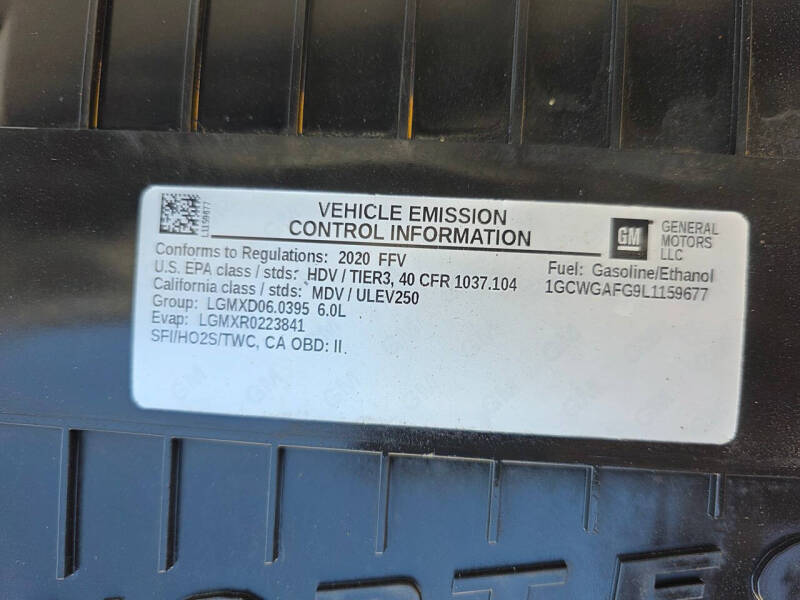 L1159677
VEHICLE EMISSION
CONTROL INFORMATION
GM
GENERAL
MOTORS
LLC
Conforms to Regulations: 2020 FFV
U.S. EPA class / stds: HDV / TIER3, 40 CFR 1037.104
California class / stds: MDV / ULEV250
Group: LGMXD06.0395 6.0L
Evap: LGMXR0223841
SFI/HO2S/TWC, CA OBD: II
Fuel: Gasoline/Ethanol
1GCWGAFG9L1159677